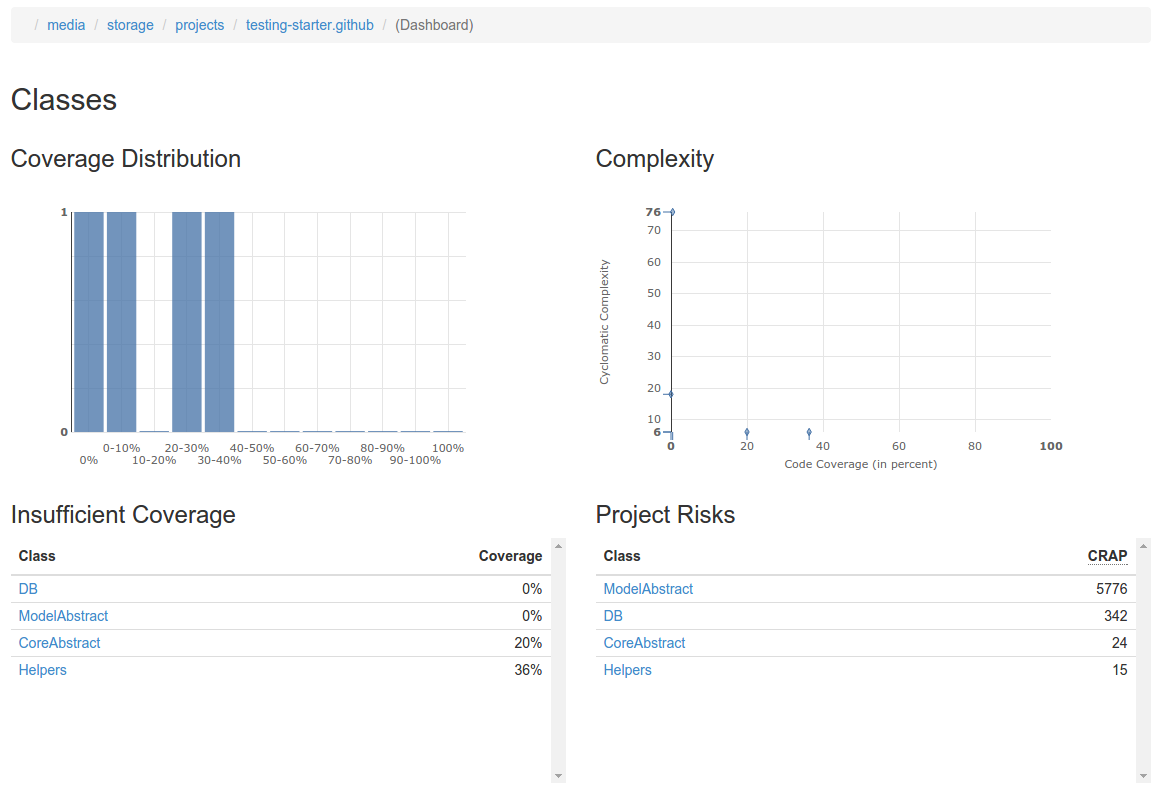 / media / storage / projects / testing-starter.github / (Dashboard)
Classes
Coverage Distribution
1
0
0-10% 20-30% 40-50% 60-70% 80-90% 100%
0% 10-20% 30-40% 50-60% 70-80% 90-100%
Complexity
76
70
60
50
40
30
20
10
6
Cyclomatic Complexity
0 20 40 60 80 100
Code Coverage (in percent)
Insufficient Coverage
Class Coverage
DB 0%
ModelAbstract 0%
CoreAbstract 20%
Helpers 36%
Project Risks
Class CRAP
ModelAbstract 5776
DB 342
CoreAbstract 24
Helpers 15